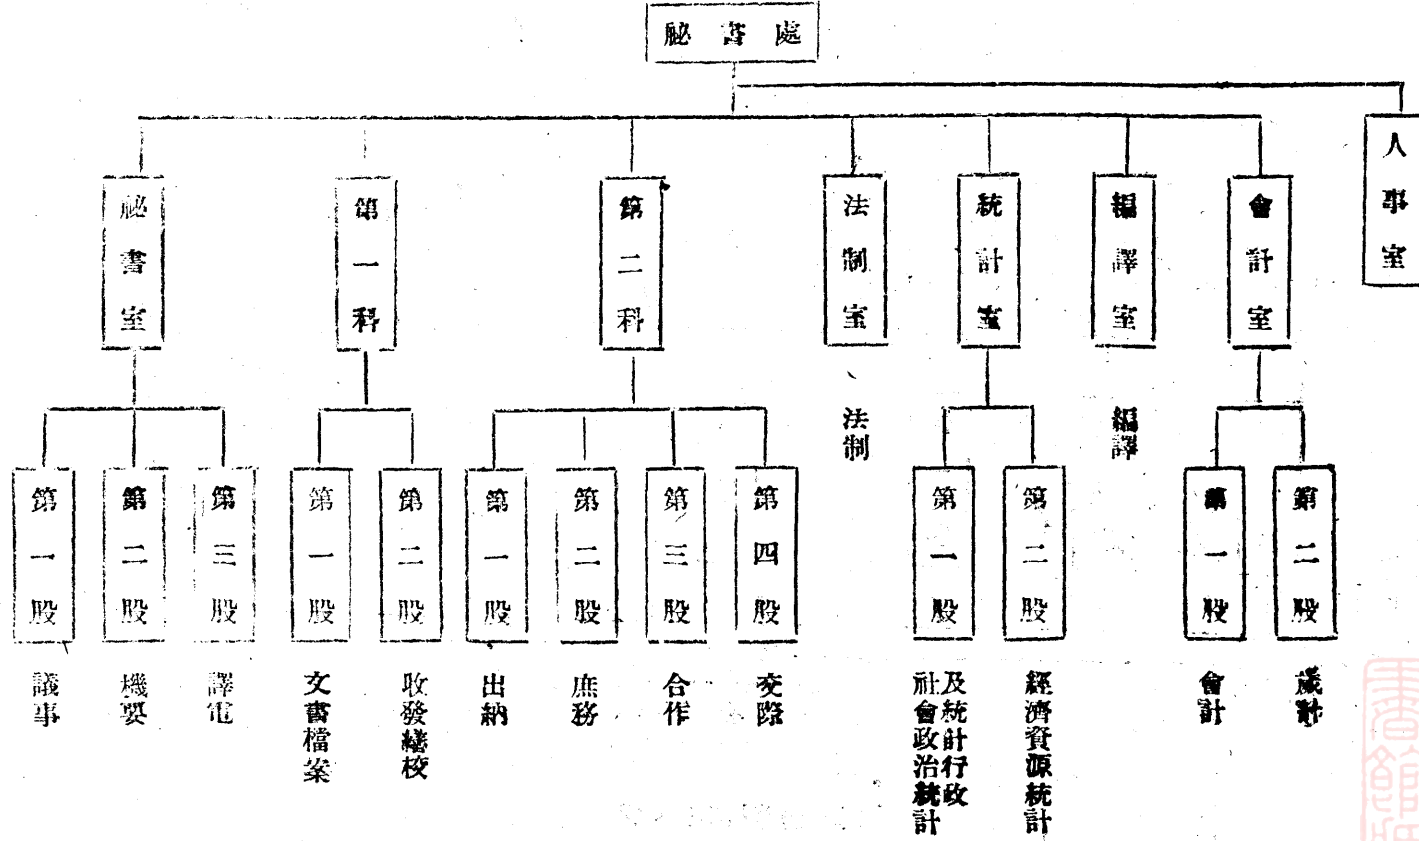 秘書處
人事室
秘書室
第一科
第二科
法制室
統計室
編譯室
會計室
法制
編譯
第一股
第二股
第三股
第一股
第二股
第一股
第二股
第三股
第四股
第一股
第二股
第一股
第二股
議事
機要
譯電
文書檔案
收發繕校
出納
庶務
合作
交際
社會政治統計
及統計行政
經濟資源統計
會計
歲計